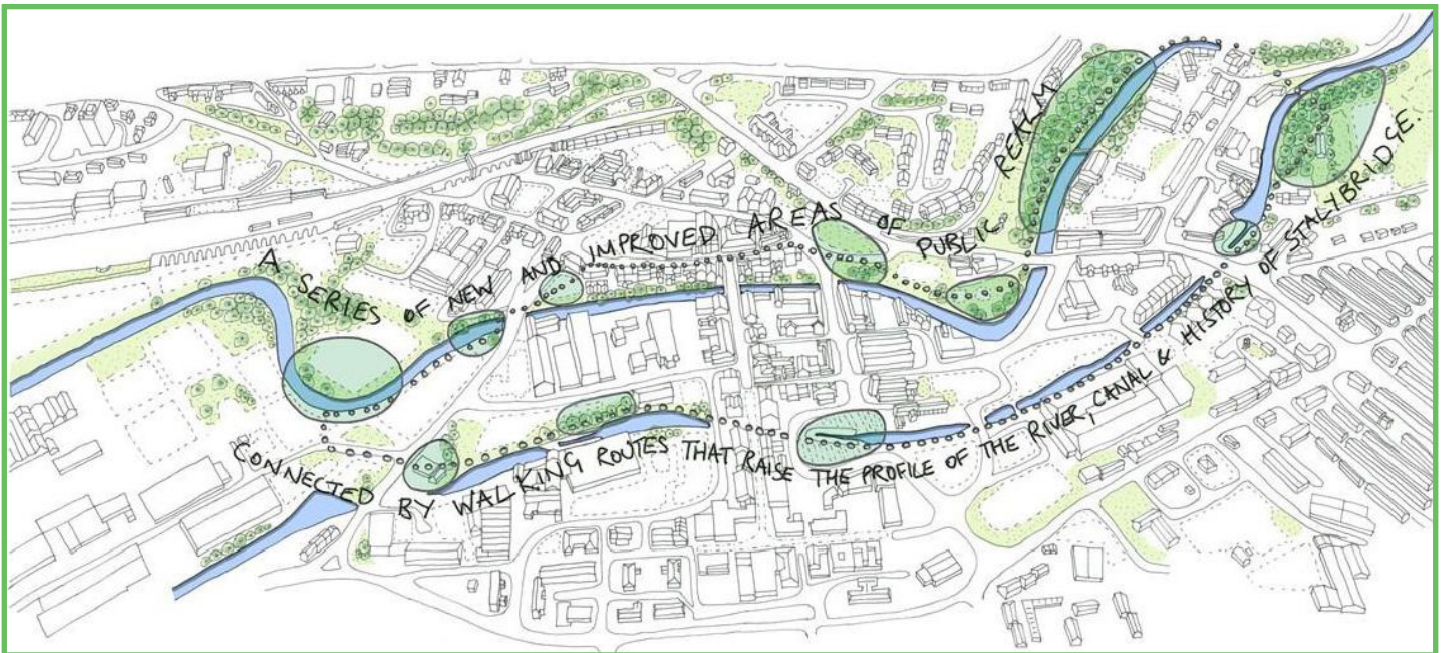 A SERIES OF NEW AND IMPROVED AREAS OF PUBLIC REALM
CONNECTED BY WALKING ROUTES THAT RAISE THE PROFILE OF THE RIVER, CANAL & HISTORY OF STALYBRIDGE.